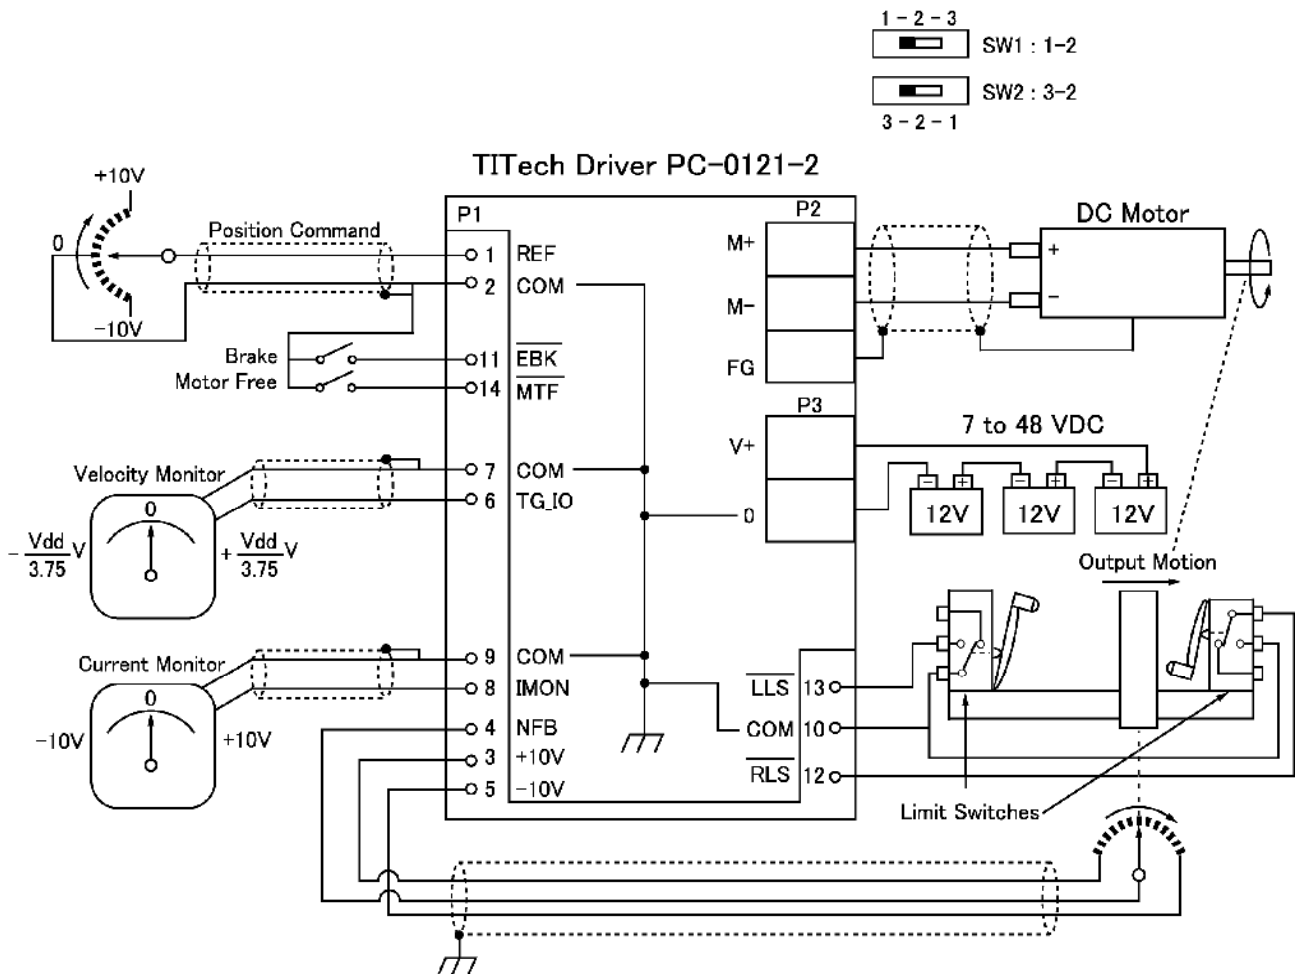 1 - 2 - 3
SW1 : 1-2
SW2 : 3-2
3 - 2 - 1
TITech Driver PC-0121-2
+10V
0
-10V
Position Command
Brake
Motor Free
P1
1 REF
2 COM
11 EBK
14 MTF
7 COM
6 TG_IO
9 COM
8 IMON
4 NFB
3 +10V
5 -10V
Velocity Monitor
0
- Vdd/3.75 V
+ Vdd/3.75 V
Current Monitor
0
-10V
+10V
P2
M+
M-
FG
DC Motor
+
-
P3
V+
0
7 to 48 VDC
- + - + - +
12V 12V 12V
Output Motion
LLS 13
COM 10
RLS 12
Limit Switches